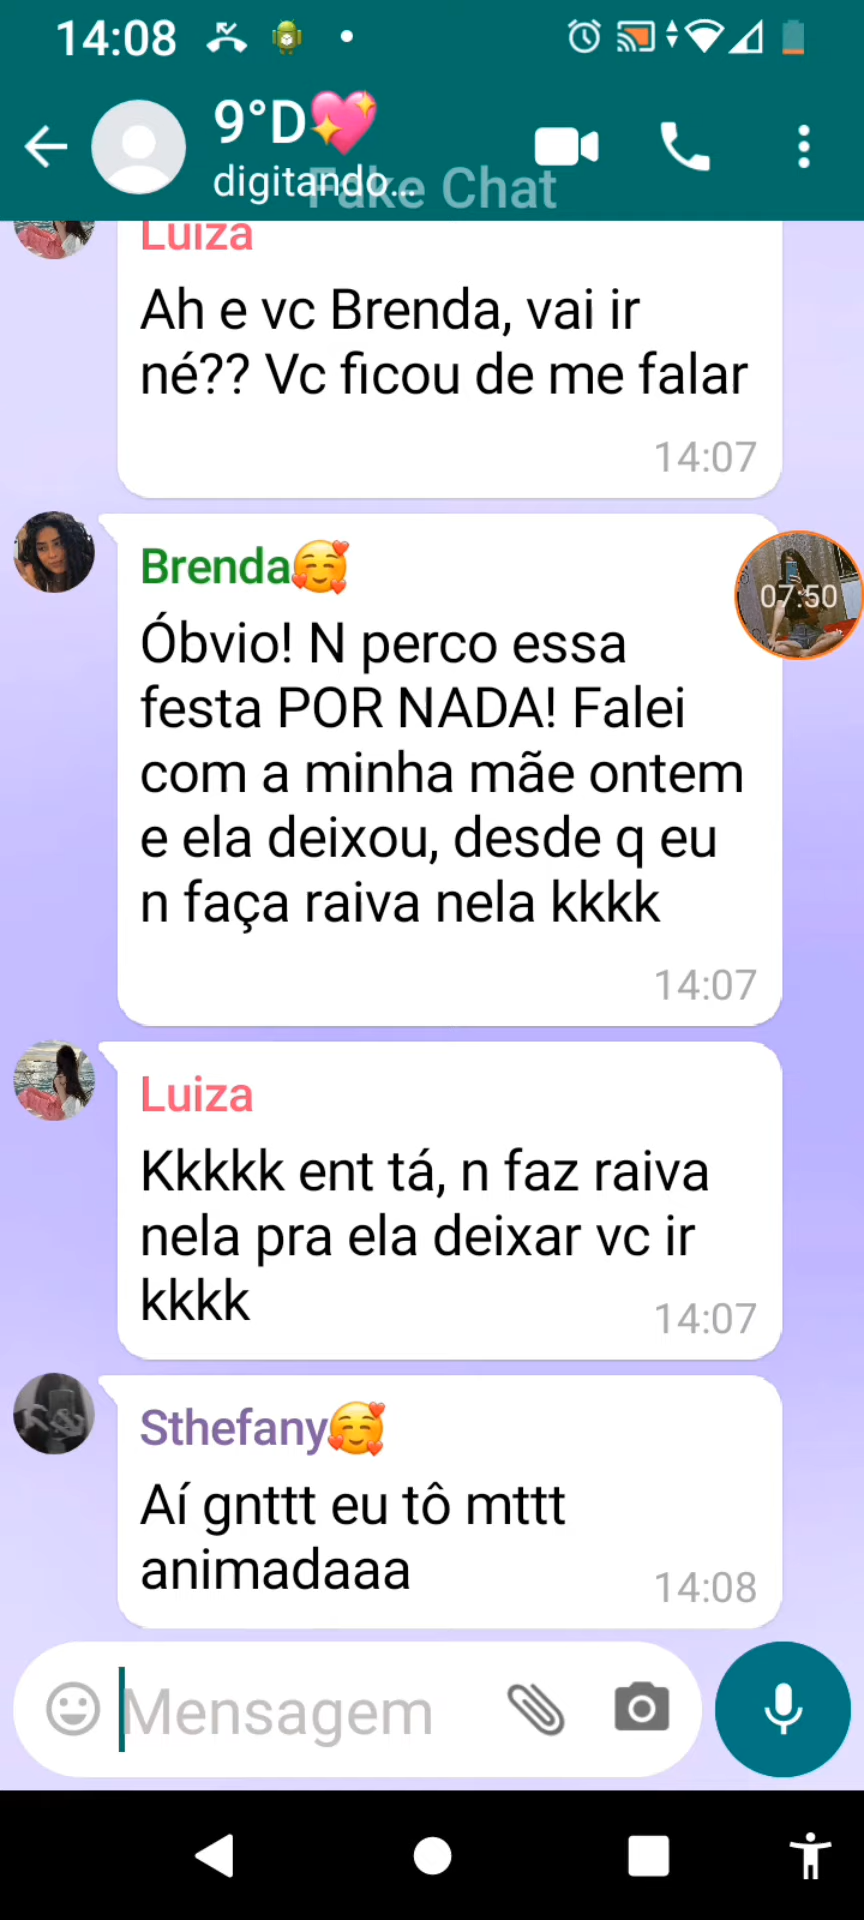 14:08
9°D💖
digitando...
Fake Chat
Luiza
Ah e vc Brenda, vai ir
né?? Vc ficou de me falar
14:07
Brenda🥰
07:50
Óbvio! N perco essa
festa POR NADA! Falei
com a minha mãe ontem
e ela deixou, desde q eu
n faça raiva nela kkkk
14:07
Luiza
Kkkkk ent tá, n faz raiva
nela pra ela deixar vc ir
kkkk
14:07
Sthefany🥰
Aí gnttt eu tô mttt
animadaaa
14:08
Mensagem